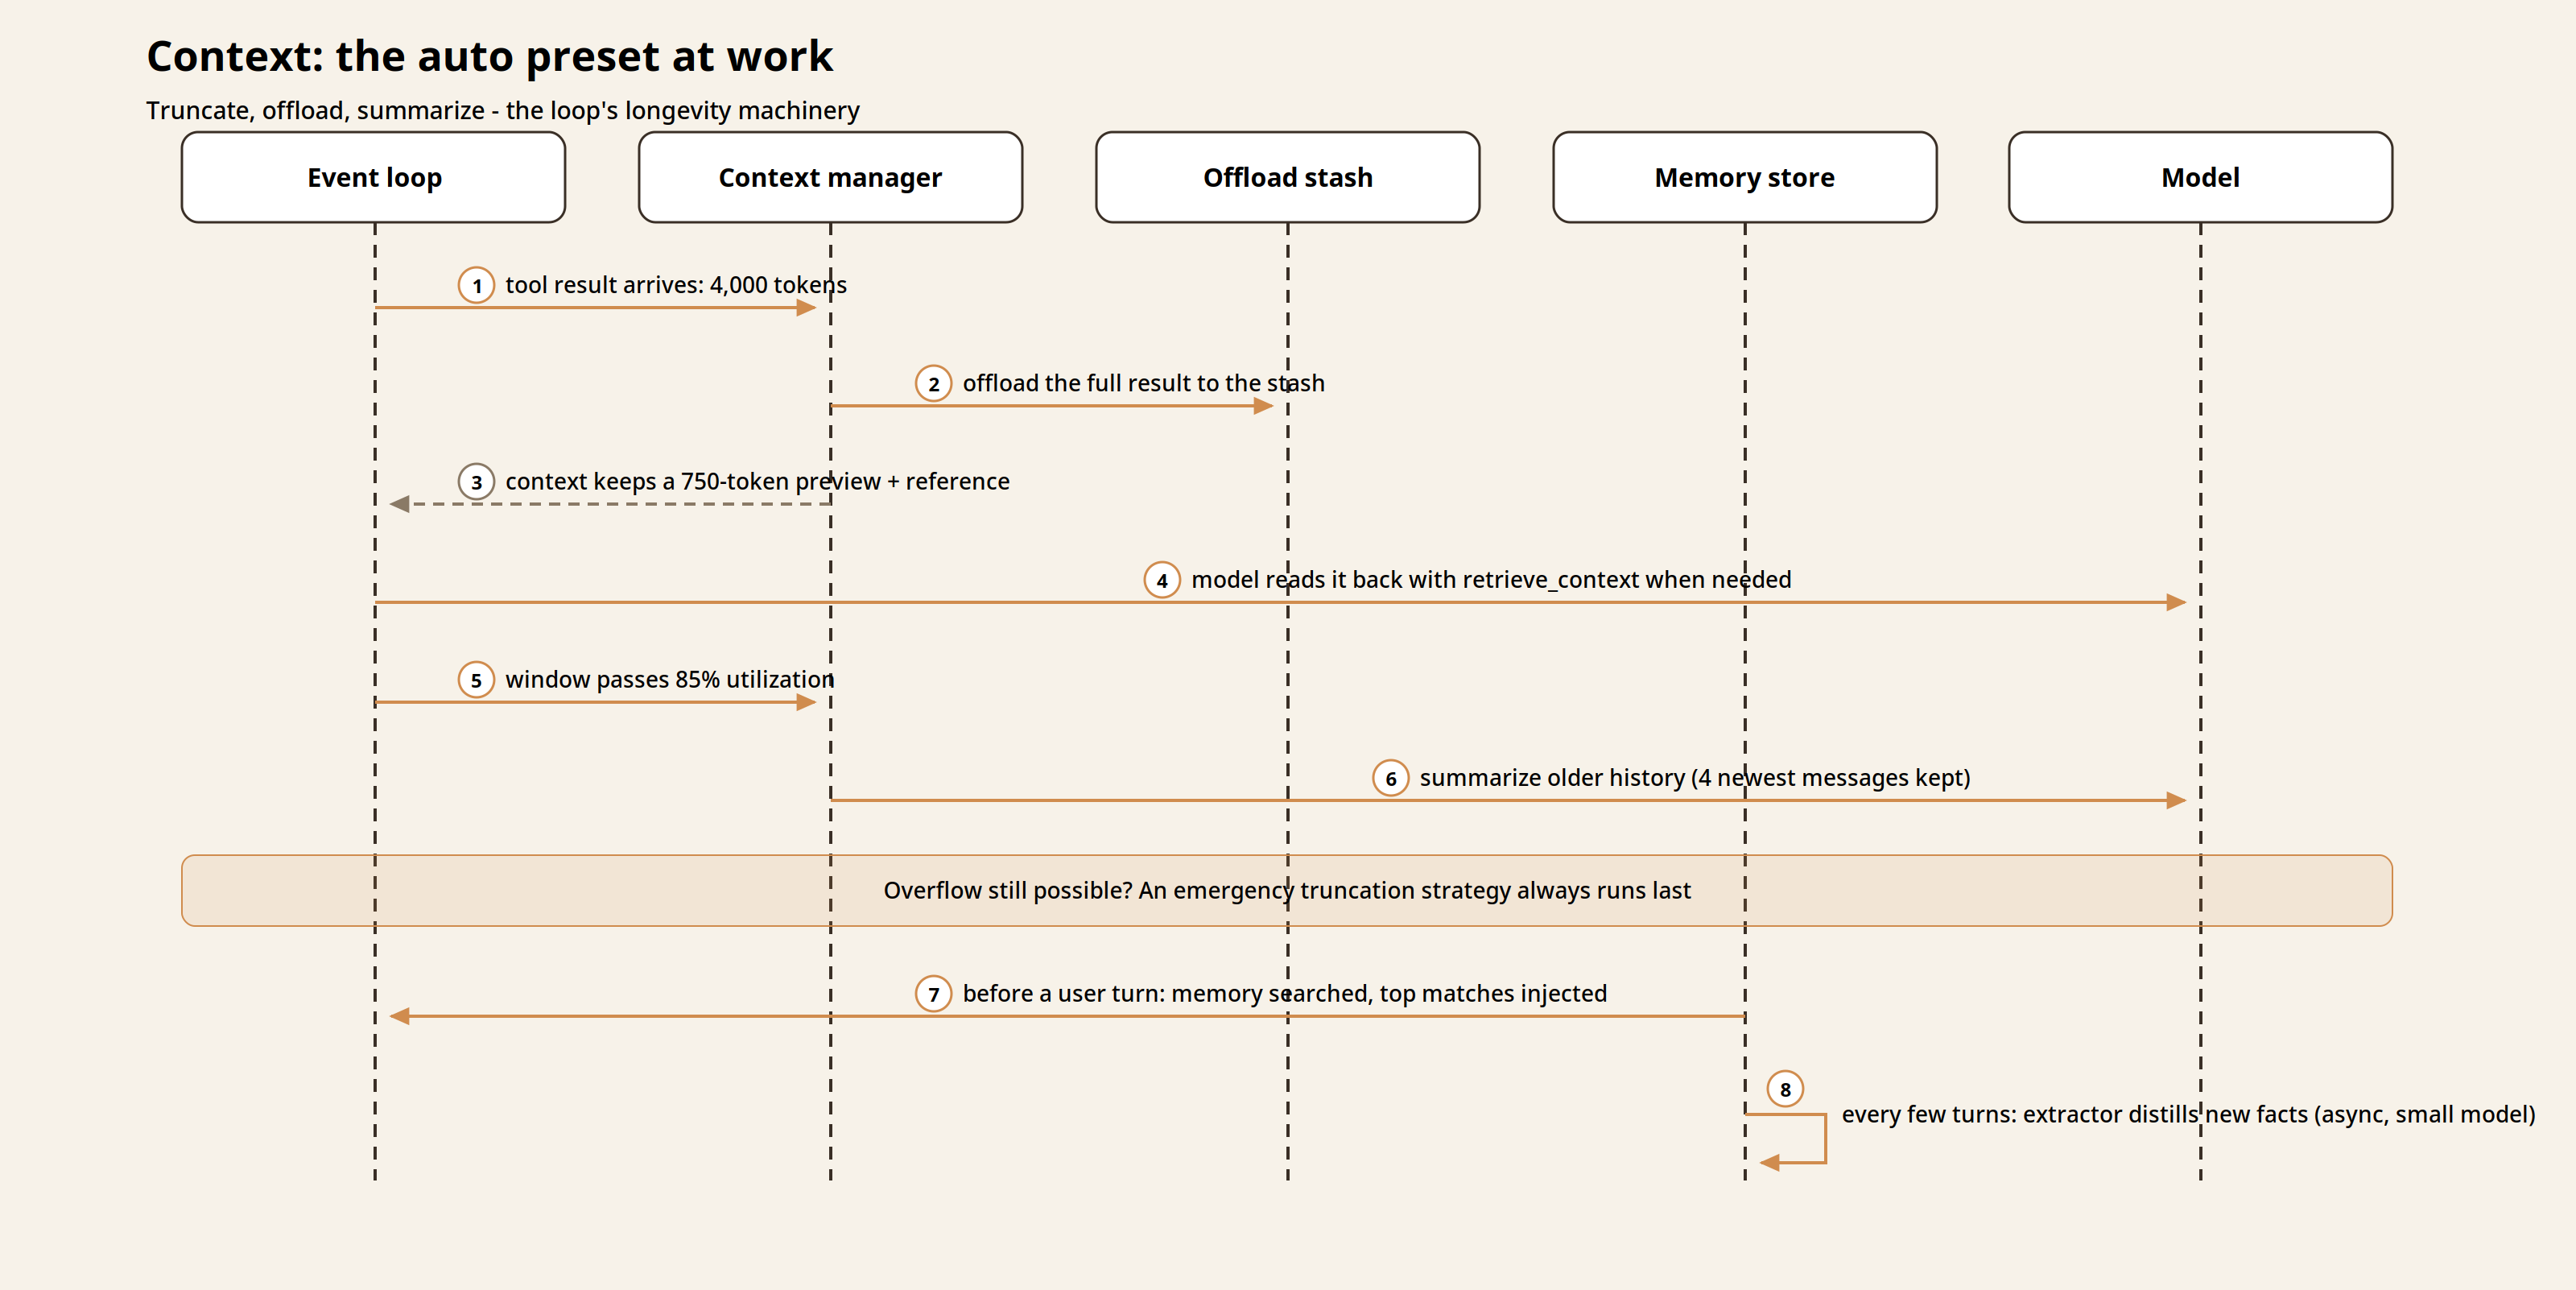 Context: the auto preset at work
Truncate, offload, summarize - the loop's longevity machinery
Event loop
Context manager
Offload stash
Memory store
Model
1 tool result arrives: 4,000 tokens
2 offload the full result to the stash
3 context keeps a 750-token preview + reference
4 model reads it back with retrieve_context when needed
5 window passes 85% utilization
6 summarize older history (4 newest messages kept)
Overflow still possible? An emergency truncation strategy always runs last
7 before a user turn: memory searched, top matches injected
8
every few turns: extractor distills new facts (async, small model)